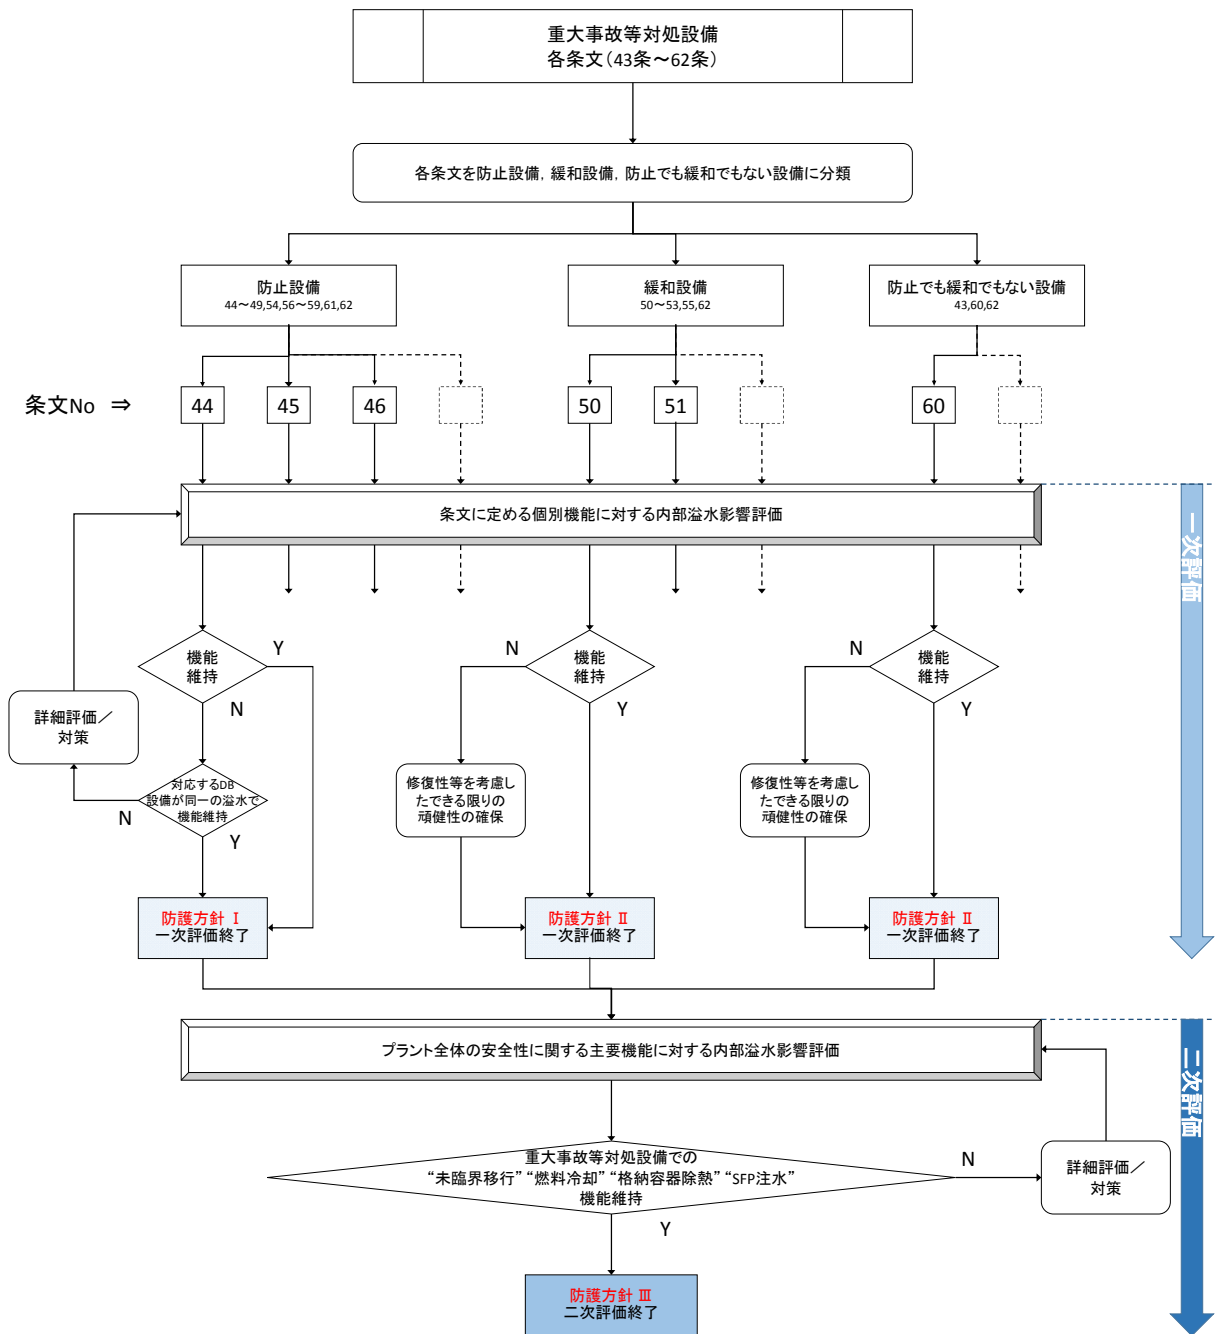 重大事故等対処設備
各条文(43条～62条)
各条文を防止設備, 緩和設備, 防止でも緩和でもない設備に分類
防止設備
44～49,54,56～59,61,62
緩和設備
50～53,55,62
防止でも緩和でもない設備
43,60,62
条文No ⇒
44
45
46
50
51
60
条文に定める個別機能に対する内部溢水影響評価
一次評価
機能
維持
Y
N
機能
維持
N
Y
機能
維持
N
Y
詳細評価／
対策
対応するDB
設備が同一の溢水で
機能維持
N
Y
修復性等を考慮し
たできる限りの
頑健性の確保
修復性等を考慮し
たできる限りの
頑健性の確保
防護方針 Ⅰ
一次評価終了
防護方針 Ⅱ
一次評価終了
防護方針 Ⅱ
一次評価終了
プラント全体の安全性に関する主要機能に対する内部溢水影響評価
二次評価
重大事故等対処設備での
“未臨界移行”“燃料冷却”“格納容器除熱”“SFP注水”
機能維持
N
Y
詳細評価／
対策
防護方針 Ⅲ
二次評価終了